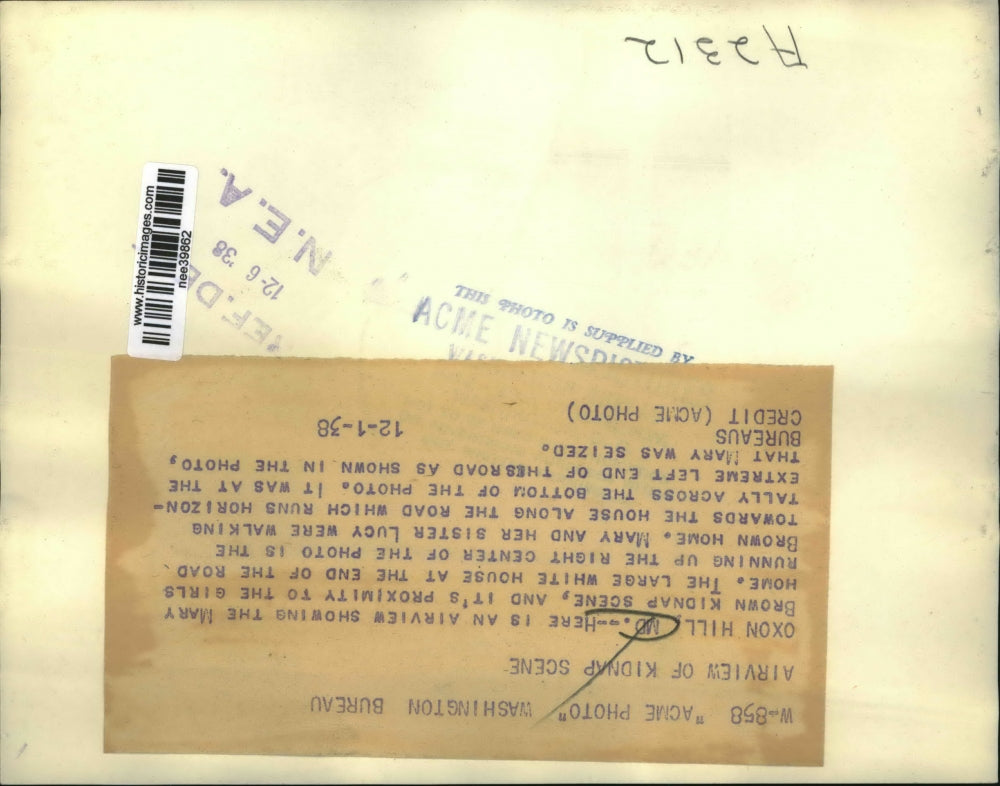 W-858 "ACME PHOTO" WASHINGTON BUREAU
AIRVIEW OF KIDNAP SCENE
OXON HILL, MD.--HERE IS AN AIRVIEW SHOWING THE MARY
BROWN KIDNAP SCENE, AND IT'S PROXIMITY TO THE GIRLS
HOME. THE LARGE WHITE HOUSE AT THE END OF THE ROAD
RUNNING UP THE RIGHT CENTER OF THE PHOTO IS THE
BROWN HOME. MARY AND HER SISTER LUCY WERE WALKING
TOWARDS THE HOUSE ALONG THE ROAD WHICH RUNS HORIZON-
TALLY ACROSS THE BOTTOM OF THE PHOTO. IT WAS AT THE
EXTREME LEFT END OF THE ROAD AS SHOWN IN THE PHOTO,
THAT MARY WAS SEIZED.
BUREAUS
CREDIT (ACME PHOTO) 12-1-38
THIS PHOTO IS SUPPLIED BY
ACME
N.E.A.
12-6 '38
www.historicimages.com
nee39862
A2312